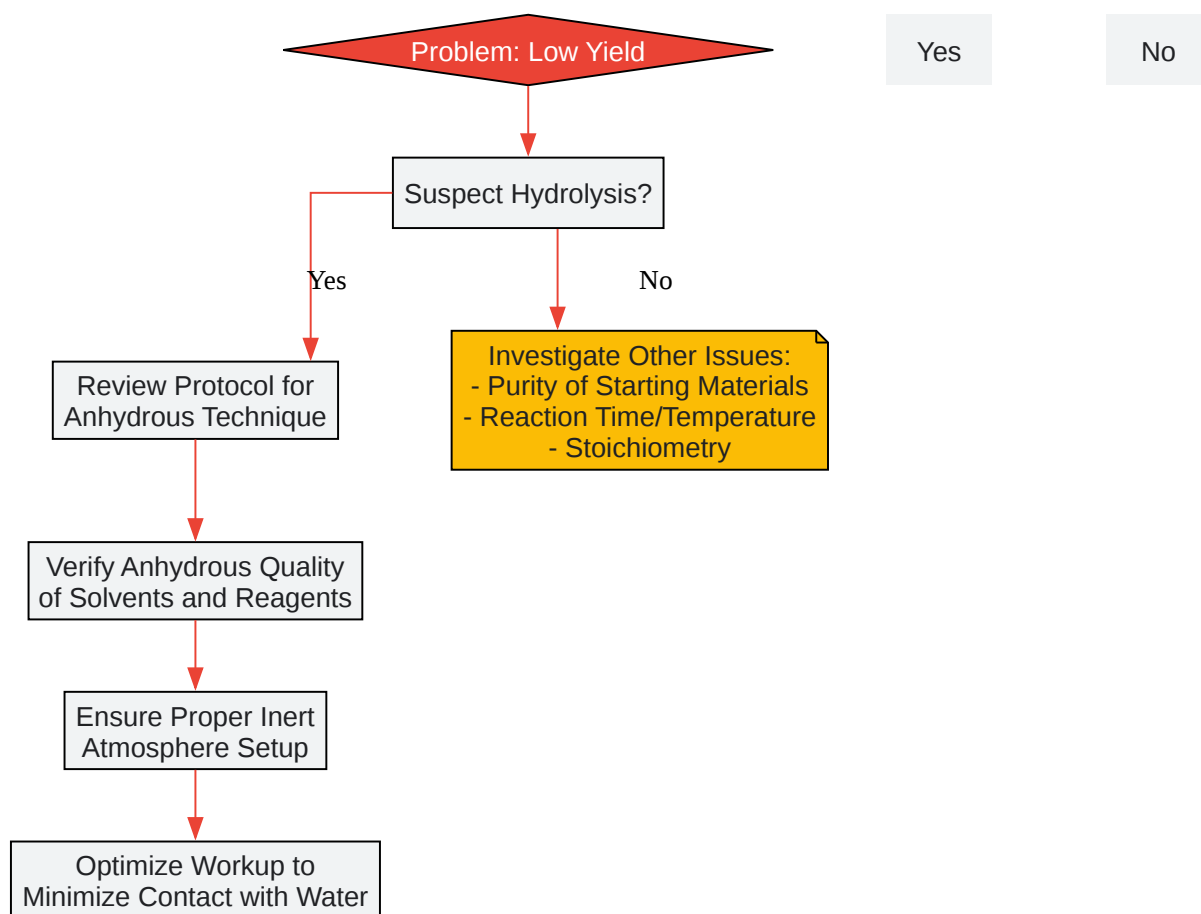 Problem: Low Yield
Yes
No
Suspect Hydrolysis?
Yes
No
Investigate Other Issues:
- Purity of Starting Materials
- Reaction Time/Temperature
- Stoichiometry
Review Protocol for
Anhydrous Technique
Verify Anhydrous Quality
of Solvents and Reagents
Ensure Proper Inert
Atmosphere Setup
Optimize Workup to
Minimize Contact with Water